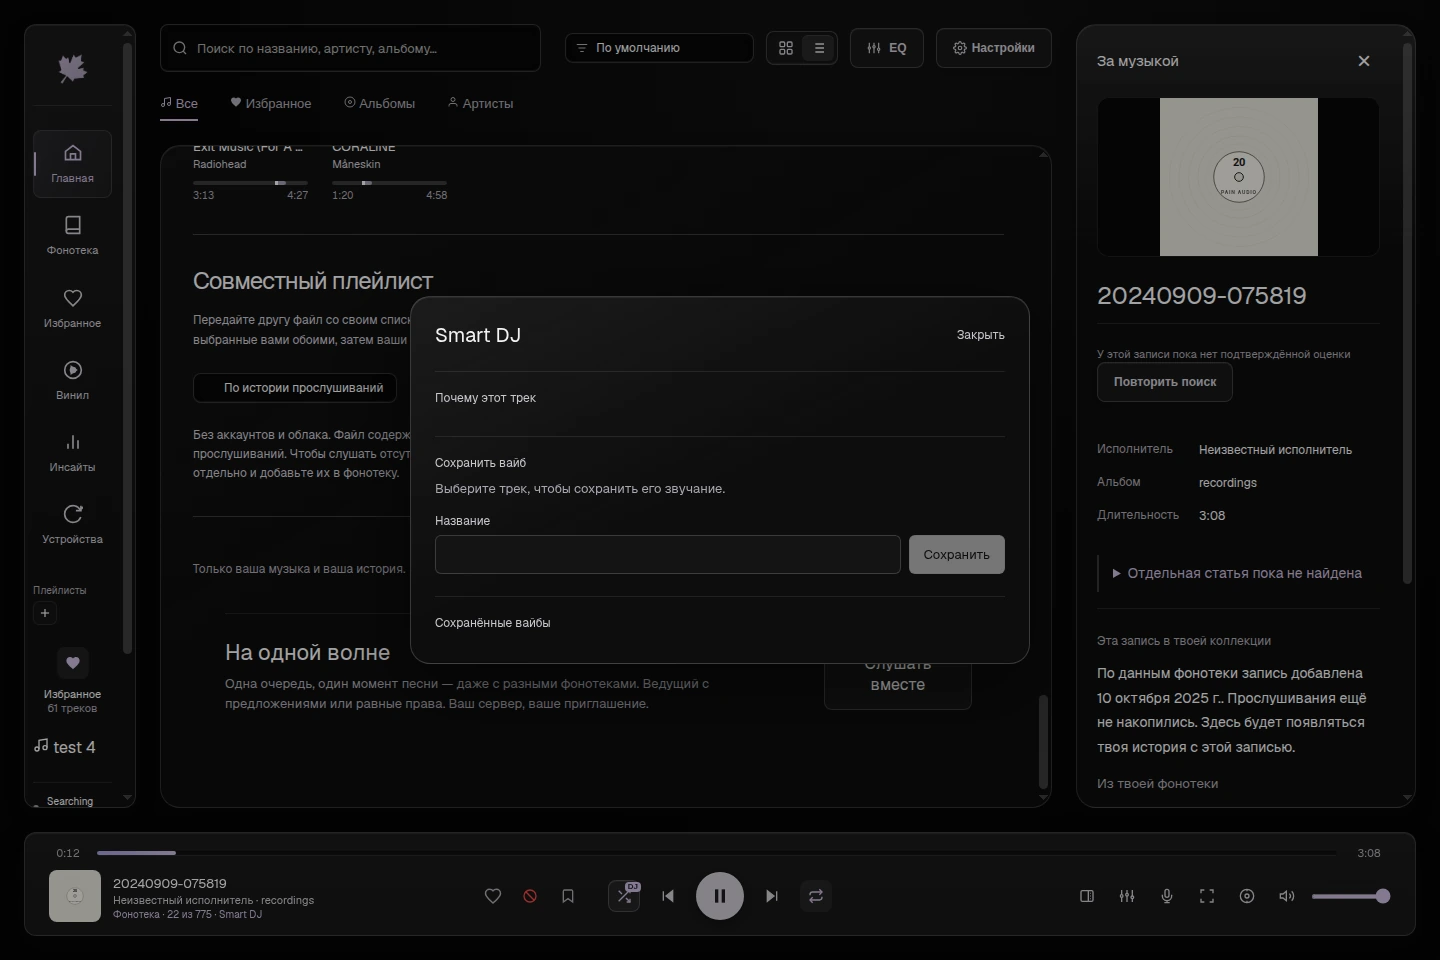 Поиск по названию, артисту, альбому...
По умолчанию
EQ
Настройки
Все
Избранное
Альбомы
Артисты
Главная
Фонотека
Избранное
Винил
Инсайты
Устройства
Плейлисты
+
Избранное
61 треков
test 4
Searching
Exit Music (For A ...
Radiohead
3:13
4:27
CORALINE
Måneskin
1:20
4:58
Совместный плейлист
Передайте другу файл со своим списк
выбранные вами обоими, затем ваши
По истории прослушиваний
Без аккаунтов и облака. Файл содерж
прослушиваний. Чтобы слушать отсут
отдельно и добавьте их в фонотеку.
Только ваша музыка и ваша история.
На одной волне
Одна очередь, один момент песни — даже с разными фонотеками. Ведущий с
предложениями или равные права. Ваш сервер, ваше приглашение.
Слушать
вместе
Smart DJ
Закрыть
Почему этот трек
Сохранить вайб
Выберите трек, чтобы сохранить его звучание.
Название
Сохранить
Сохранённые вайбы
За музыкой
20
PAIN AUDIO
20240909-075819
У этой записи пока нет подтверждённой оценки
Повторить поиск
Исполнитель
Неизвестный исполнитель
Альбом
recordings
Длительность
3:08
Отдельная статья пока не найдена
Эта запись в твоей коллекции
По данным фонотеки запись добавлена
10 октября 2025 г.. Прослушивания ещё
не накопились. Здесь будет появляться
твоя история с этой записью.
Из твоей фонотеки
0:12
3:08
20240909-075819
Неизвестный исполнитель · recordings
Фонотека · 22 из 775 · Smart DJ
DJ